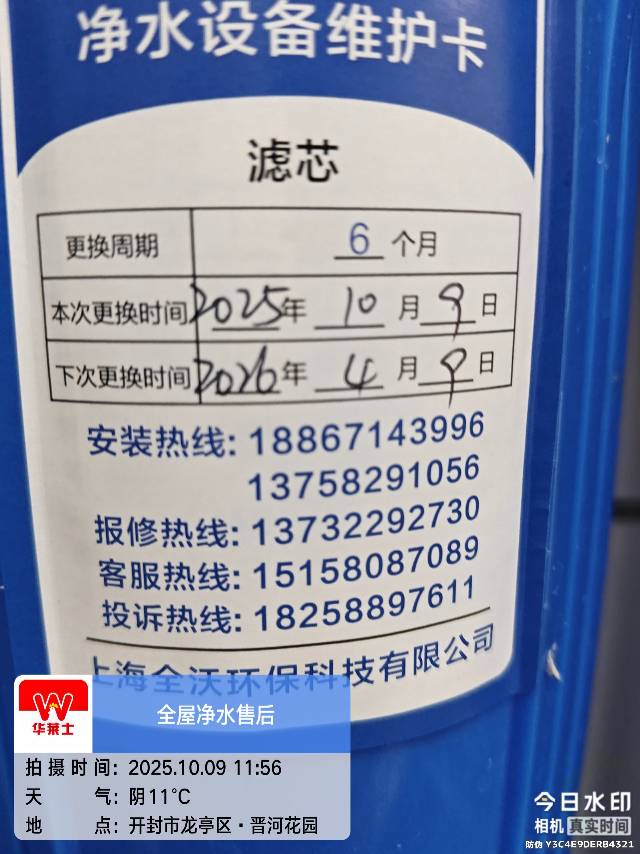 净水设备维护卡
滤芯
更换周期 6 个月
本次更换时间 2025年 10 月 9 日
下次更换时间 2026年 4 月 9 日
安装热线: 18867143996
13758291056
报修热线: 13732292730
客服热线: 15158087089
投诉热线: 18258897611
上海全沃环保科技有限公司
华莱士
全屋净水售后
拍摄时间: 2025.10.09 11:56
天气: 阴11℃
地点: 开封市龙亭区·晋河花园
今日水印
相机 真实时间
防伪 Y3C4E9DERB4321